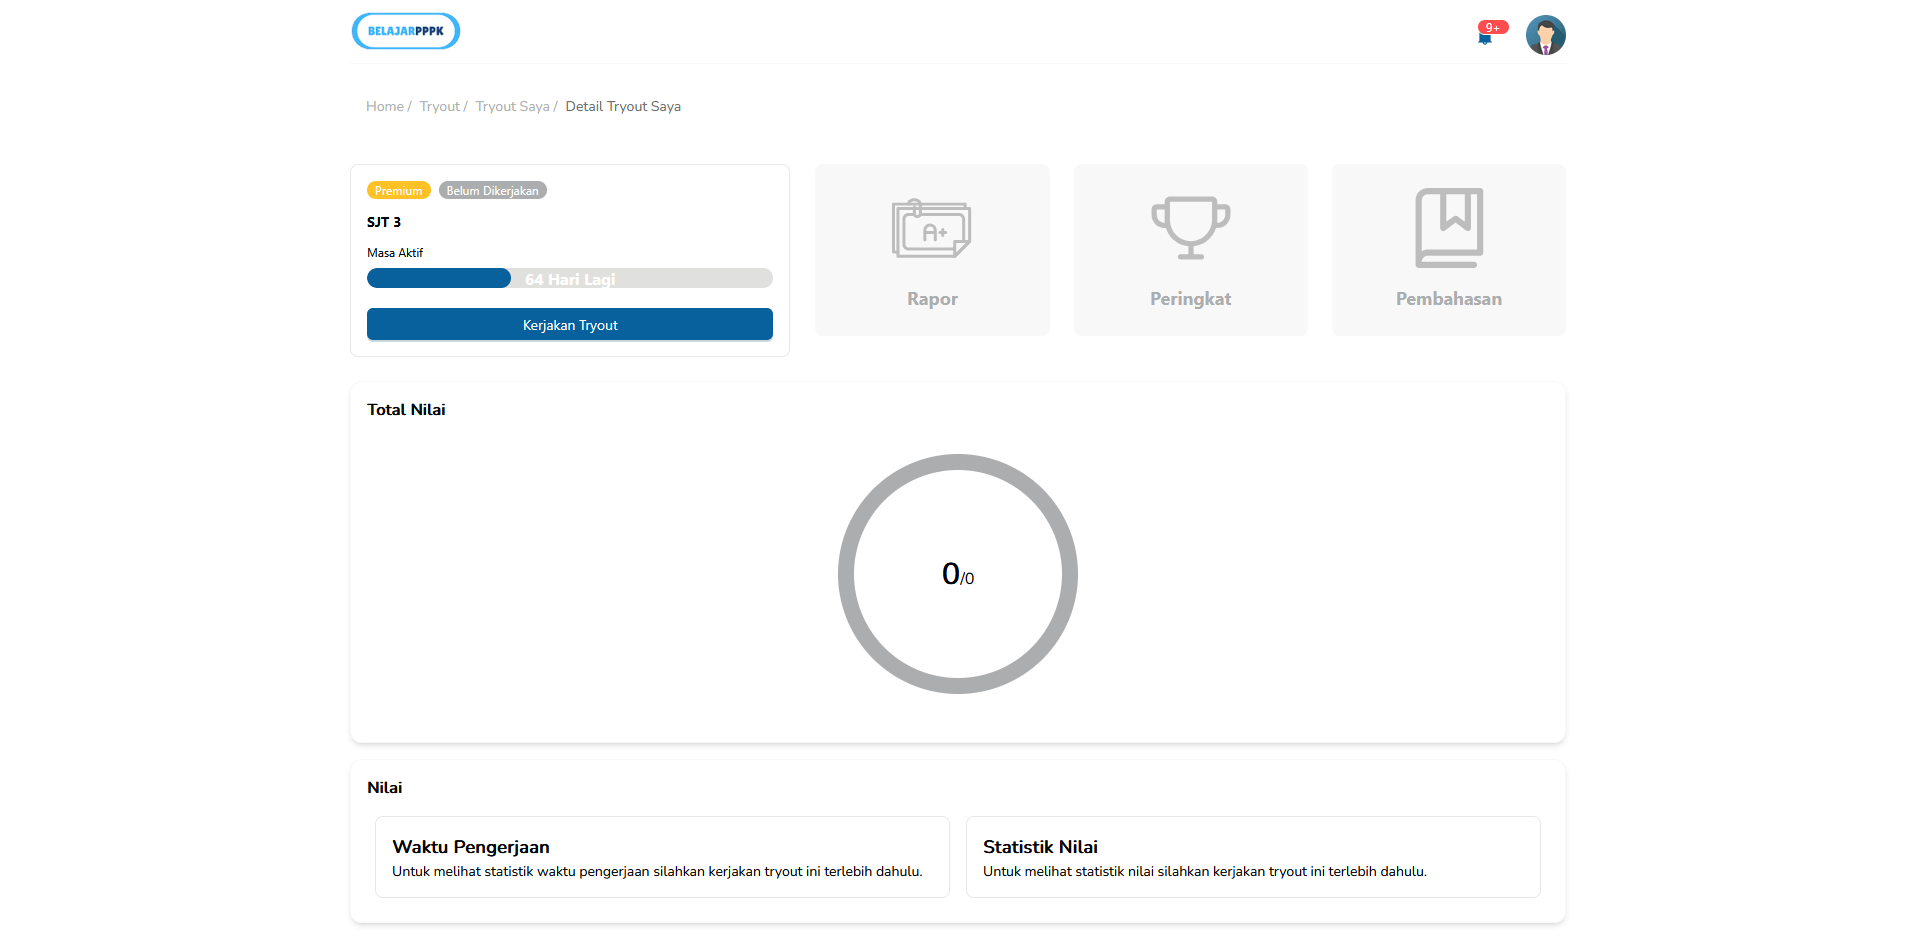 BELAJARPPPK
9+
Home / Tryout / Tryout Saya / Detail Tryout Saya
Premium Belum Dikerjakan
SJT 3
Masa Aktif
64 Hari Lagi
Kerjakan Tryout
A+
Rapor
Peringkat
Pembahasan
Total Nilai
0/0
Nilai
Waktu Pengerjaan
Untuk melihat statistik waktu pengerjaan silahkan kerjakan tryout ini terlebih dahulu.
Statistik Nilai
Untuk melihat statistik nilai silahkan kerjakan tryout ini terlebih dahulu.